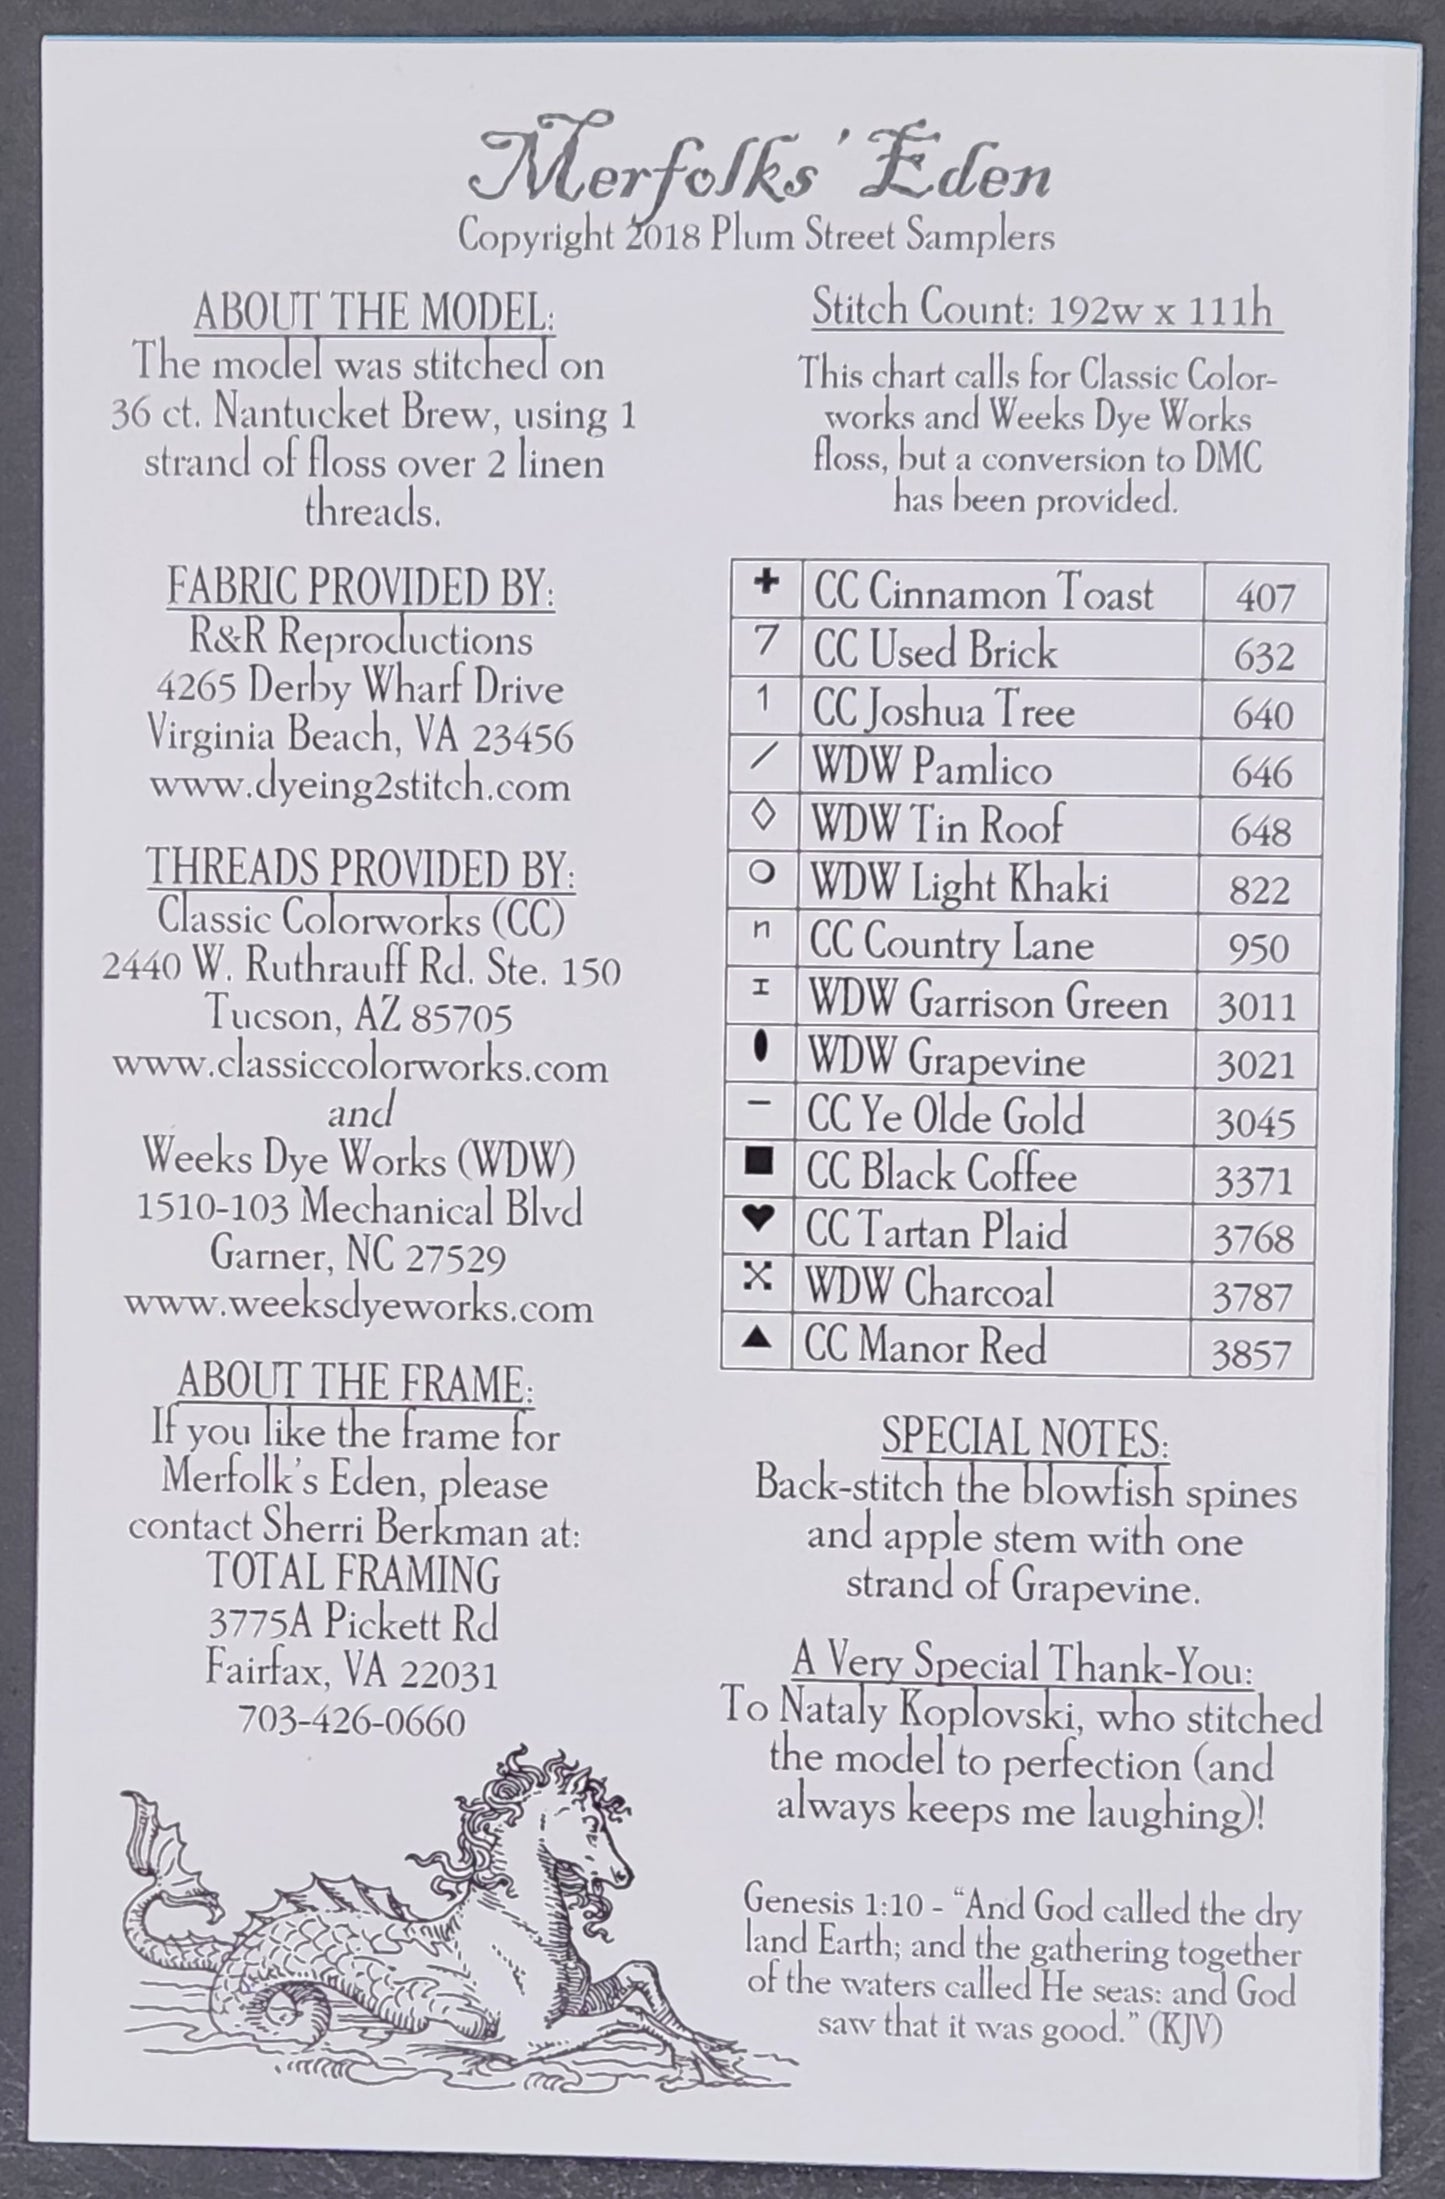 Merfolks' Eden
Copyright 2018 Plum Street Samplers
ABOUT THE MODEL:
The model was stitched on
36 ct. Nantucket Brew, using 1
strand of floss over 2 linen
threads.
FABRIC PROVIDED BY:
R&R Reproductions
4265 Derby Wharf Drive
Virginia Beach, VA 23456
www.dyeing2stitch.com
THREADS PROVIDED BY:
Classic Colorworks (CC)
2440 W. Ruthrauff Rd. Ste. 150
Tucson, AZ 85705
www.classiccolorworks.com
and
Weeks Dye Works (WDW)
1510-103 Mechanical Blvd
Garner, NC 27529
www.weeksdyeworks.com
ABOUT THE FRAME:
If you like the frame for
Merfolk's Eden, please
contact Sherri Berkman at:
TOTAL FRAMING
3775A Pickett Rd
Fairfax, VA 22031
703-426-0660
Stitch Count: 192w x 111h
This chart calls for Classic Color-
works and Weeks Dye Works
floss, but a conversion to DMC
has been provided.
✚ CC Cinnamon Toast 407
7 CC Used Brick 632
1 CC Joshua Tree 640
/ WDW Pamlico 646
◇ WDW Tin Roof 648
○ WDW Light Khaki 822
n CC Country Lane 950
I WDW Garrison Green 3011
⬮ WDW Grapevine 3021
– CC Ye Olde Gold 3045
■ CC Black Coffee 3371
♥ CC Tartan Plaid 3768
X WDW Charcoal 3787
▲ CC Manor Red 3857
SPECIAL NOTES:
Back-stitch the blowfish spines
and apple stem with one
strand of Grapevine.
A Very Special Thank-You:
To Nataly Koplovski, who stitched
the model to perfection (and
always keeps me laughing)!
Genesis 1:10 - "And God called the dry
land Earth; and the gathering together
of the waters called He seas: and God
saw that it was good." (KJV)